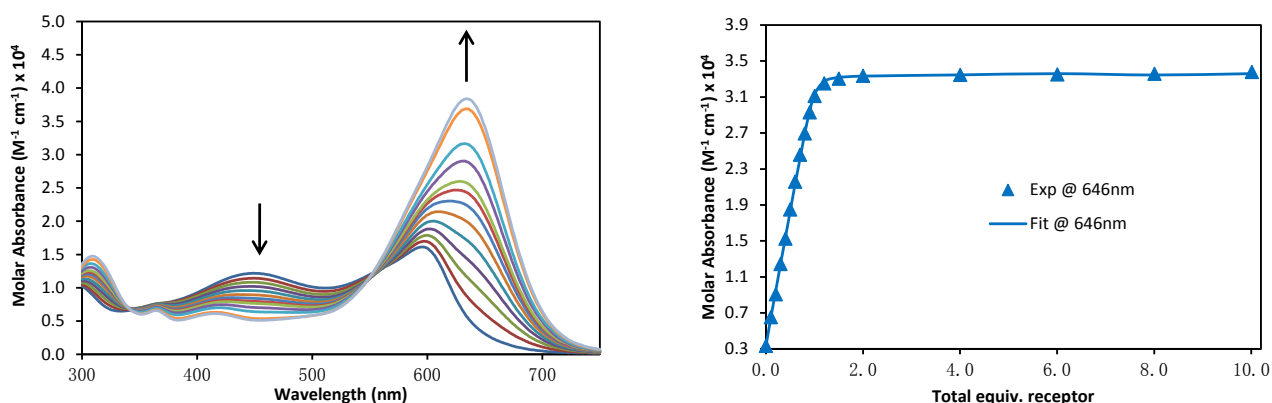 Molar Absorbance (M⁻¹ cm⁻¹) x 10⁴
5.0
4.5
4.0
3.5
3.0
2.5
2.0
1.5
1.0
0.5
0.0
300 400 500 600 700
Wavelength (nm)
Molar Absorbance (M⁻¹ cm⁻¹) x 10⁴
3.9
3.5
3.1
2.7
2.3
1.9
1.5
1.1
0.7
0.3
Exp @ 646nm
Fit @ 646nm
0.0 2.0 4.0 6.0 8.0 10.0
Total equiv. receptor